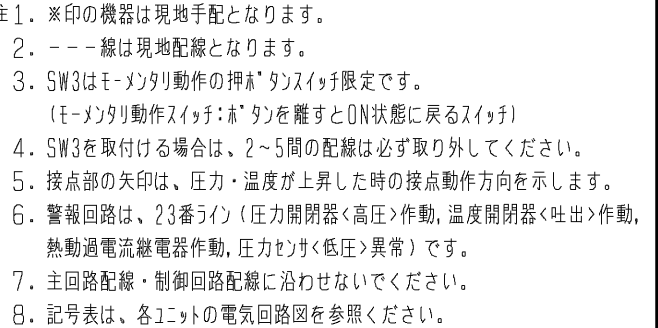 注1. ※印の機器は現地手配となります。
2. ---線は現地配線となります。
3. SW3はモーメンタリ動作の押ボタンスイッチ限定です。
(モーメンタリ動作スイッチ:ボタンを離すとON状態に戻るスイッチ)
4. SW3を取付ける場合は、2~5間の配線は必ず取り外してください。
5. 接点部の矢印は、圧力・温度が上昇した時の接点動作方向を示します。
6. 警報回路は、23番ライン(圧力開閉器<高圧>作動,温度開閉器<吐出>作動,
熱動過電流継電器作動,圧力センサ<低圧>異常)です。
7. 主回路配線・制御回路配線に沿わせないでください。
8. 記号表は、各ユニットの電気回路図を参照ください。